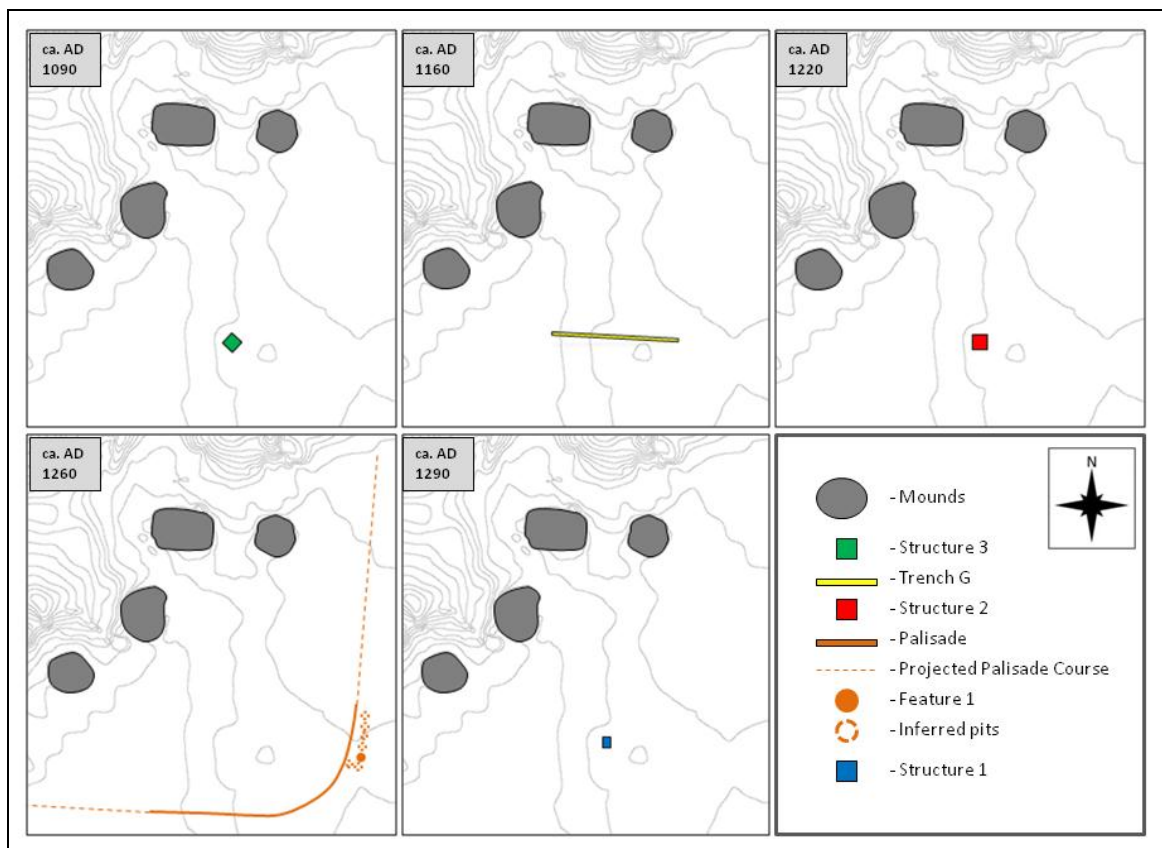 ca. AD
1090
ca. AD
1160
ca. AD
1220
ca. AD
1260
ca. AD
1290
N
- Mounds
- Structure 3
- Trench G
- Structure 2
- Palisade
- Projected Palisade Course
- Feature 1
- Inferred pits
- Structure 1